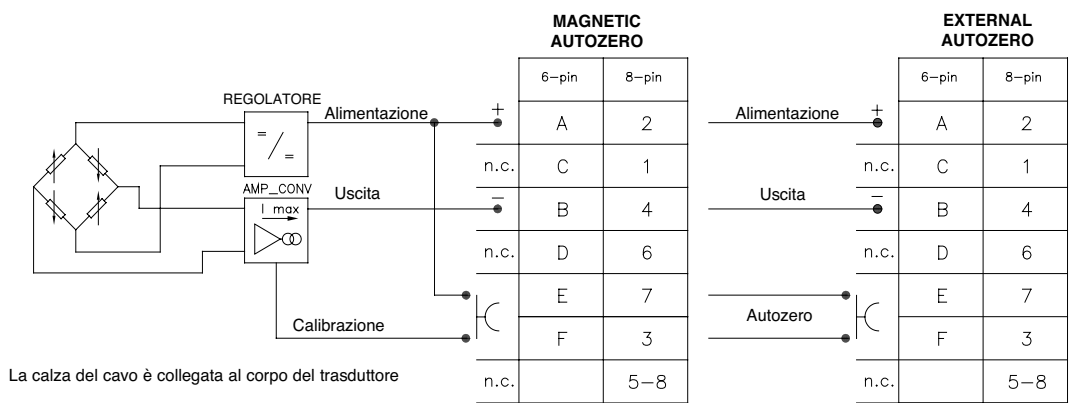 MAGNETIC
AUTOZERO
EXTERNAL
AUTOZERO
6-pin 8-pin
6-pin 8-pin
REGOLATORE
= / =
Alimentazione
+ A 2
Alimentazione
+ A 2
n.c. C 1
n.c. C 1
AMP_CONV
I max
Uscita
- B 4
Uscita
- B 4
n.c. D 6
n.c. D 6
E 7
E 7
Calibrazione
Autozero
F 3
F 3
n.c. 5-8
n.c. 5-8
La calza del cavo è collegata al corpo del trasduttore